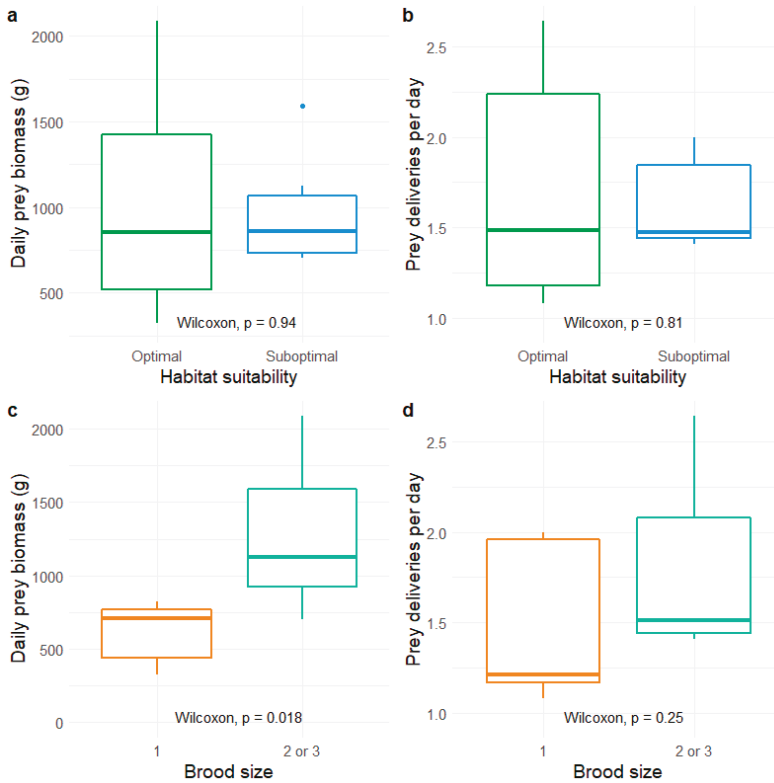 a
Daily prey biomass (g)
2000
1500
1000
500
Wilcoxon, p = 0.94
Optimal
Suboptimal
Habitat suitability
b
Prey deliveries per day
2.5
2.0
1.5
1.0
Wilcoxon, p = 0.81
Optimal
Suboptimal
Habitat suitability
c
Daily prey biomass (g)
2000
1500
1000
500
0
Wilcoxon, p = 0.018
1
2 or 3
Brood size
d
Prey deliveries per day
2.5
2.0
1.5
1.0
Wilcoxon, p = 0.25
1
2 or 3
Brood size